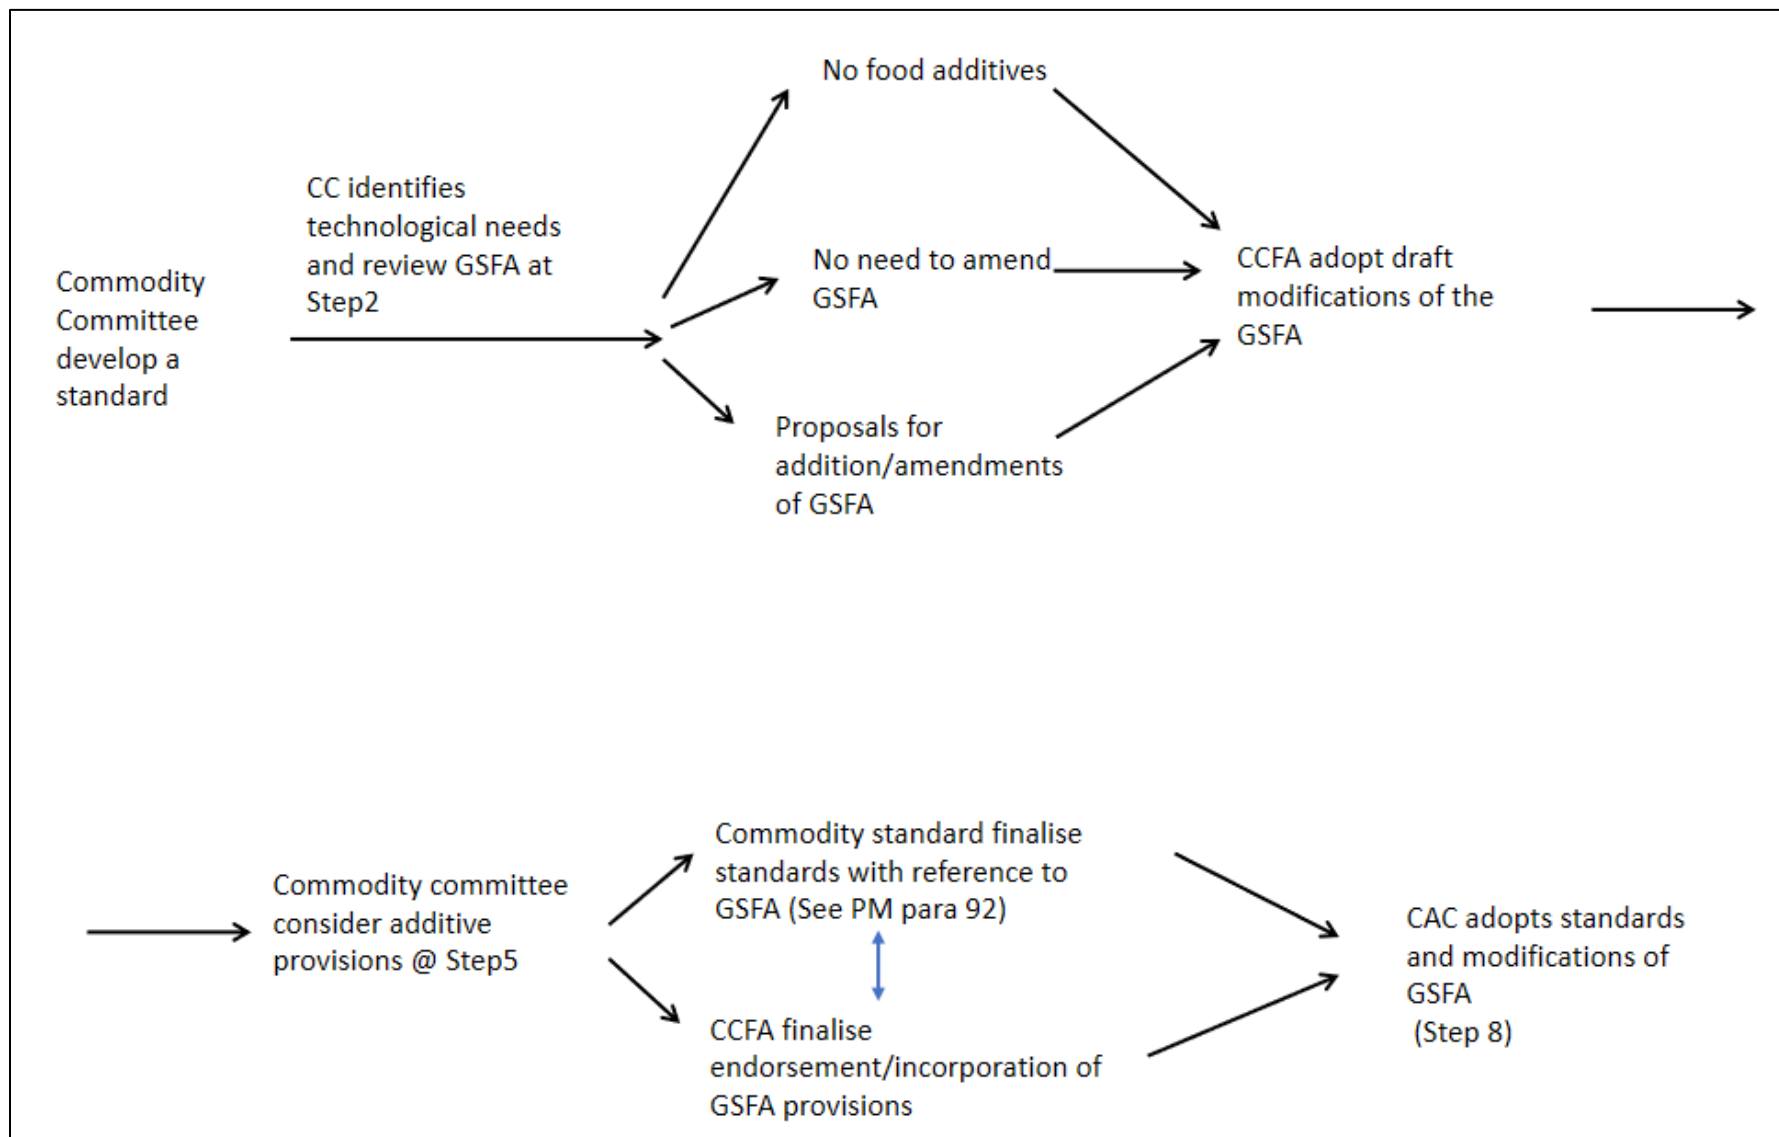 No food additives
CC identifies
technological needs
and review GSFA at
Step2
Commodity
Committee
develop a
standard
No need to amend
GSFA
CCFA adopt draft
modifications of the
GSFA
Proposals for
addition/amendments
of GSFA
Commodity committee
consider additive
provisions @ Step5
Commodity standard finalise
standards with reference to
GSFA (See PM para 92)
CCFA finalise
endorsement/incorporation of
GSFA provisions
CAC adopts standards
and modifications of
GSFA
(Step 8)